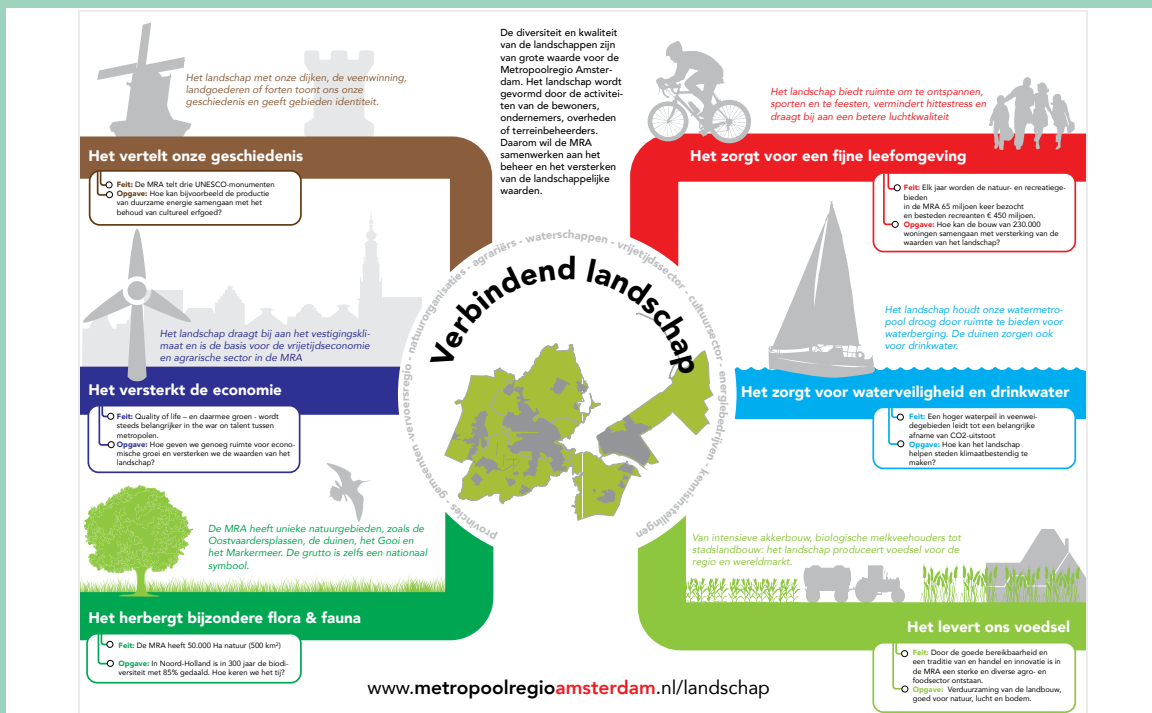 Het landschap met onze dijken, de veenwinning,
landgoederen of forten toont ons onze
geschiedenis en geeft gebieden identiteit.
Het vertelt onze geschiedenis
Feit: De MRA telt drie UNESCO-monumenten
Opgave: Hoe kan bijvoorbeeld de productie
van duurzame energie samengaan met het
behoud van cultureel erfgoed?
De diversiteit en kwaliteit
van de landschappen zijn
van grote waarde voor de
Metropoolregio Amster-
dam. Het landschap wordt
gevormd door de activitei-
ten van de bewoners,
ondernemers, overheden
of terreinbeheerders.
Daarom wil de MRA
samenwerken aan het
beheer en het versterken
van de landschappelijke
waarden.
Het landschap biedt ruimte om te ontspannen,
sporten en te feesten, vermindert hittestress en
draagt bij aan een betere luchtkwaliteit
Het zorgt voor een fijne leefomgeving
Feit: Elk jaar worden de natuur- en recreatiege-
bieden
in de MRA 65 miljoen keer bezocht
en besteden recreanten € 450 miljoen.
Opgave: Hoe kan de bouw van 230.000
woningen samengaan met versterking van de
waarden van het landschap?
Het landschap draagt bij aan het vestigingskli-
maat en is de basis voor de vrijetijdseconomie
en agrarische sector in de MRA
Het versterkt de economie
Feit: Quality of life – en daarmee groen - wordt
steeds belangrijker in the war on talent tussen
metropolen.
Opgave: Hoe geven we genoeg ruimte voor econo-
mische groei en versterken we de waarden van het
landschap?
provincies - gemeenten - vervoersregio - natuurorganisaties - agrariërs - waterschappen - vrijetijdssector - cultuursector - energiebedrijven - kennisinstellingen
Verbindend landschap
Het landschap houdt onze watermetro-
pool droog door ruimte te bieden voor
waterberging. De duinen zorgen ook
voor drinkwater.
Het zorgt voor waterveiligheid en drinkwater
Feit: Een hoger waterpeil in veenwei-
degebieden leidt tot een belangrijke
afname van CO2-uitstoot
Opgave: Hoe kan het landschap
helpen steden klimaatbestendig te
maken?
De MRA heeft unieke natuurgebieden, zoals de
Oostvaardersplassen, de duinen, het Gooi en
het Markermeer. De grutto is zelfs een nationaal
symbool.
Het herbergt bijzondere flora & fauna
Feit: De MRA heeft 50.000 Ha natuur (500 km²)
Opgave: In Noord-Holland is in 300 jaar de biodi-
versiteit met 85% gedaald. Hoe keren we het tij?
Van intensieve akkerbouw, biologische melkveehouders tot
stadslandbouw: het landschap produceert voedsel voor de
regio en wereldmarkt.
Het levert ons voedsel
Feit: Door de goede bereikbaarheid en
een traditie van en handel en innovatie is in
de MRA een sterke en diverse agro- en
foodsector ontstaan.
Opgave: Verduurzaming van de landbouw,
goed voor natuur, lucht en bodem.
www.metropoolregioamsterdam.nl/landschap